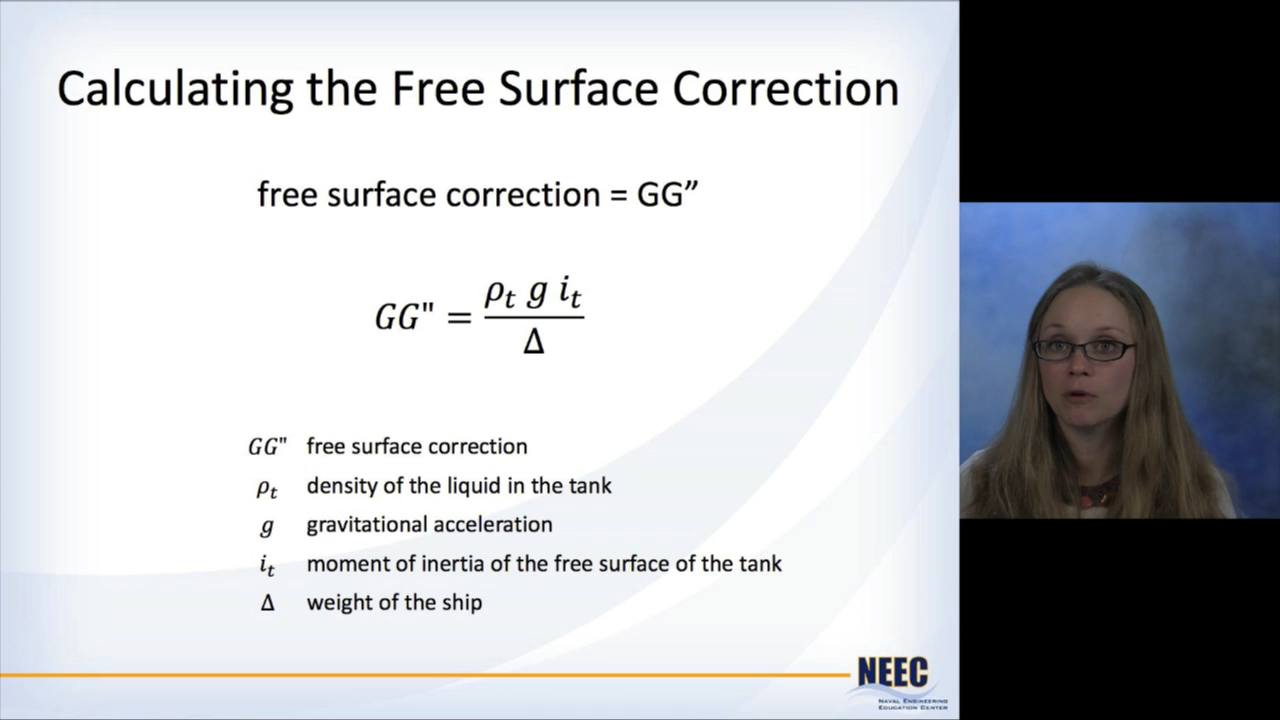 Calculating the Free Surface Correction
free surface correction = GG”
GG" = ρt g it / Δ
GG" free surface correction
ρt density of the liquid in the tank
g gravitational acceleration
it moment of inertia of the free surface of the tank
Δ weight of the ship
NEEC
NAVAL ENGINEERING
EDUCATION CENTER